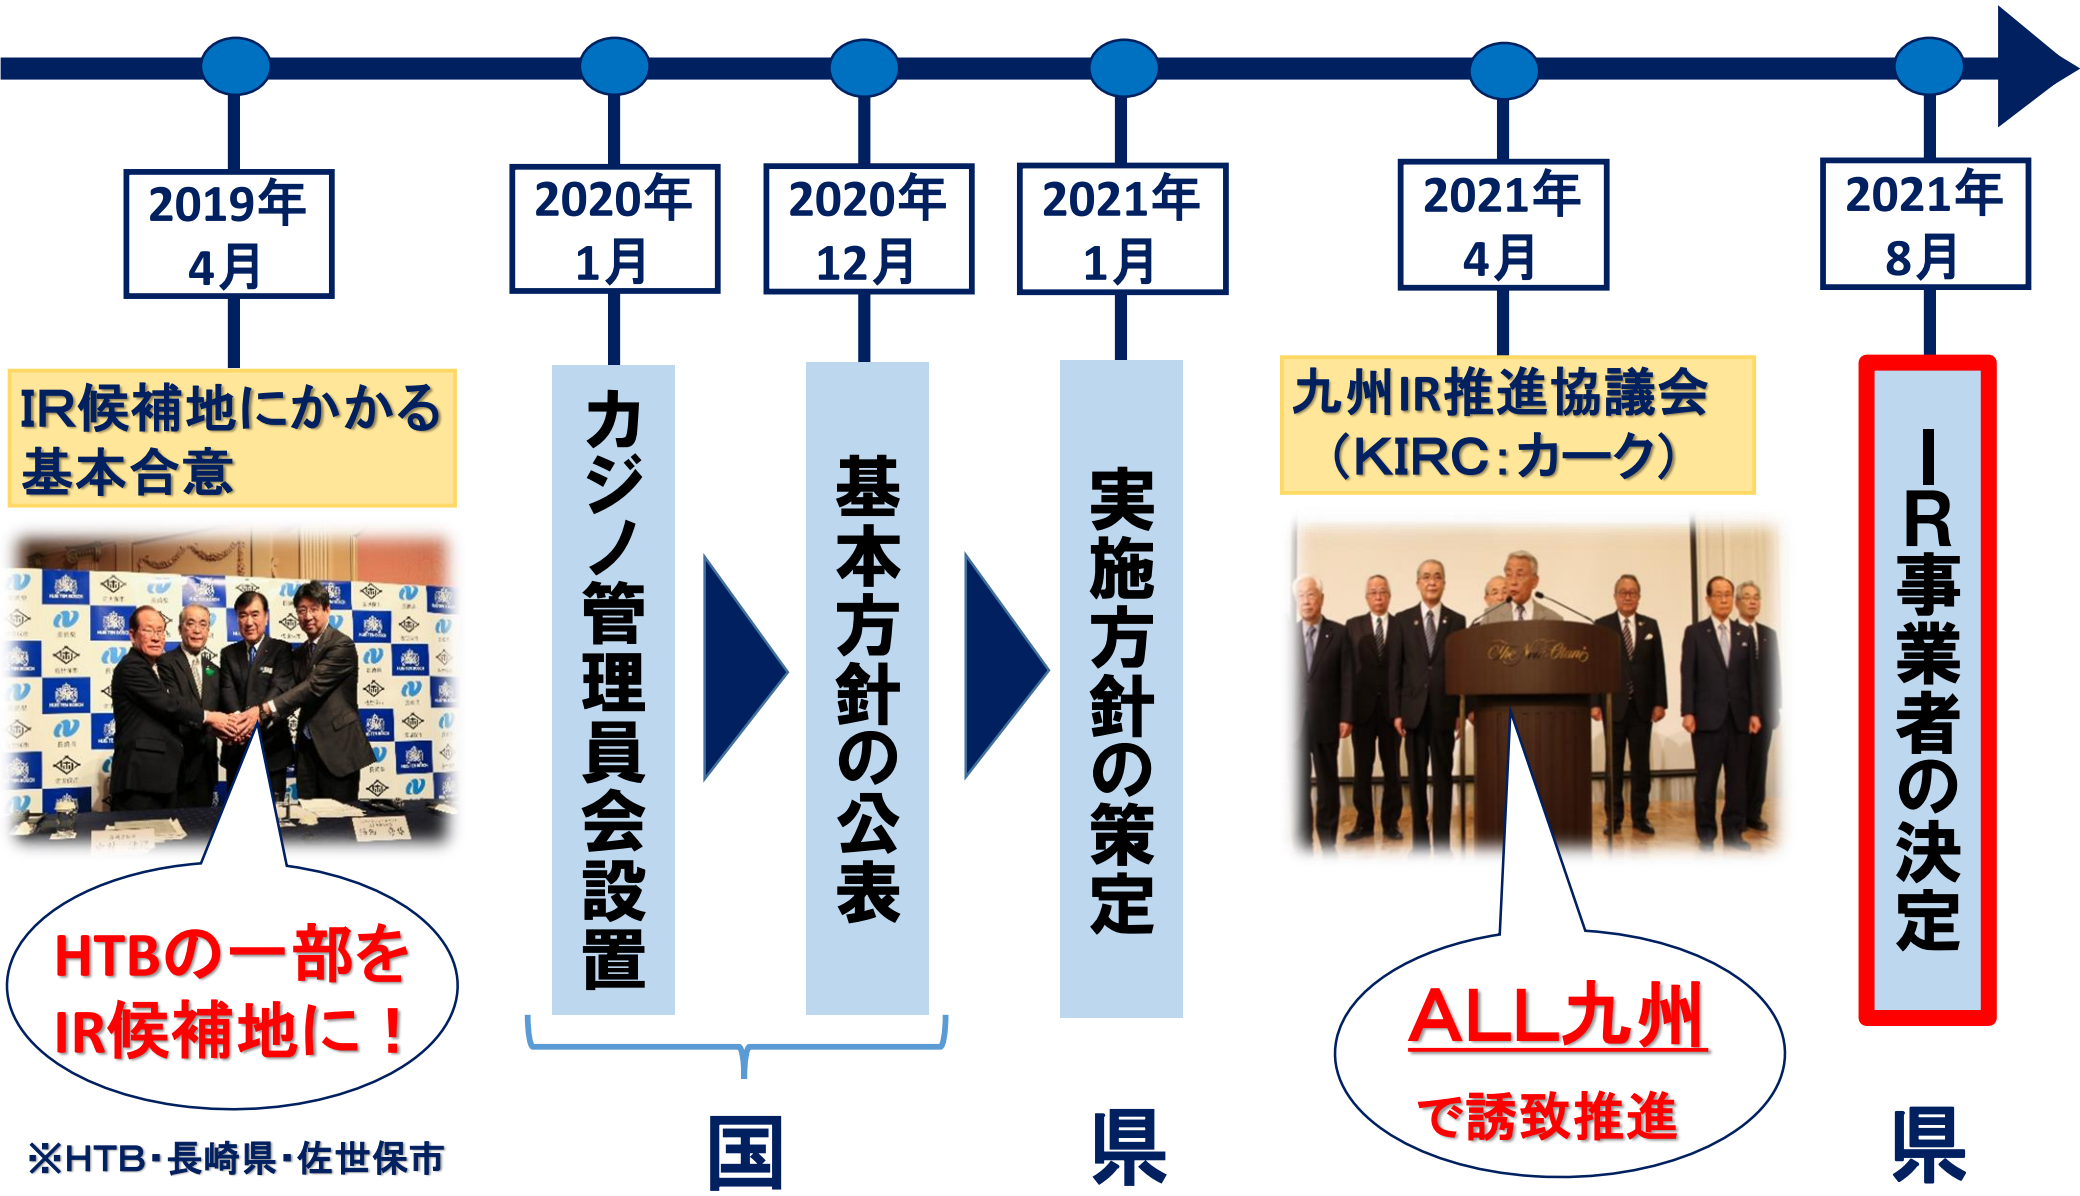 2019年
4月
2020年
1月
2020年
12月
2021年
1月
2021年
4月
2021年
8月
IR候補地にかかる
基本合意
カジノ管理員会設置
基本方針の公表
実施方針の策定
九州IR推進協議会
（KIRC：カーク）
IR事業者の決定
The New Otani
HTBの一部を
IR候補地に！
ALL九州
で誘致推進
※HTB・長崎県・佐世保市
国
県
県